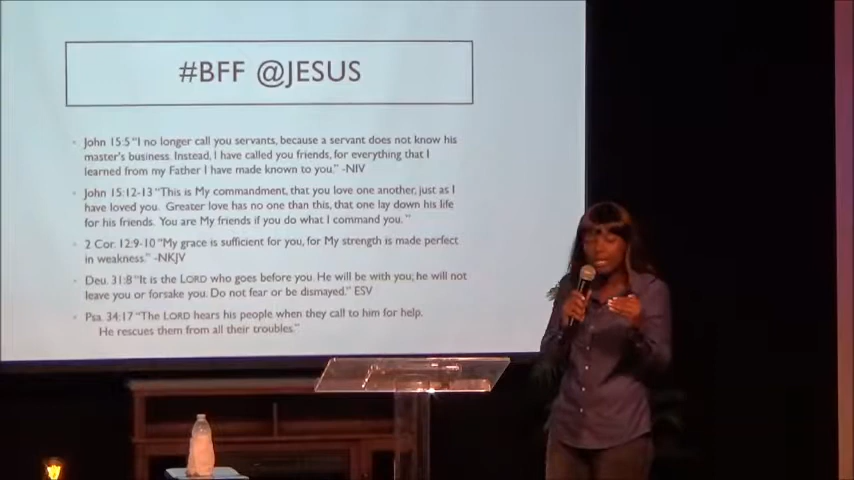 #BFF @JESUS
• John 15:5 "I no longer call you servants, because a servant does not know his
master's business. Instead, I have called you friends, for everything that I
learned from my Father I have made known to you." -NIV
• John 15:12-13 "This is My commandment, that you love one another, just as I
have loved you.  Greater love has no one than this, that one lay down his life
for his friends. You are My friends if you do what I command you."
• 2 Cor. 12:9-10 "My grace is sufficient for you, for My strength is made perfect
in weakness." -NKJV
• Deu. 31:8 "It is the LORD who goes before you. He will be with you; he will not
leave you or forsake you. Do not fear or be dismayed." ESV
• Psa. 34:17 "The LORD hears his people when they call to him for help.
He rescues them from all their troubles."